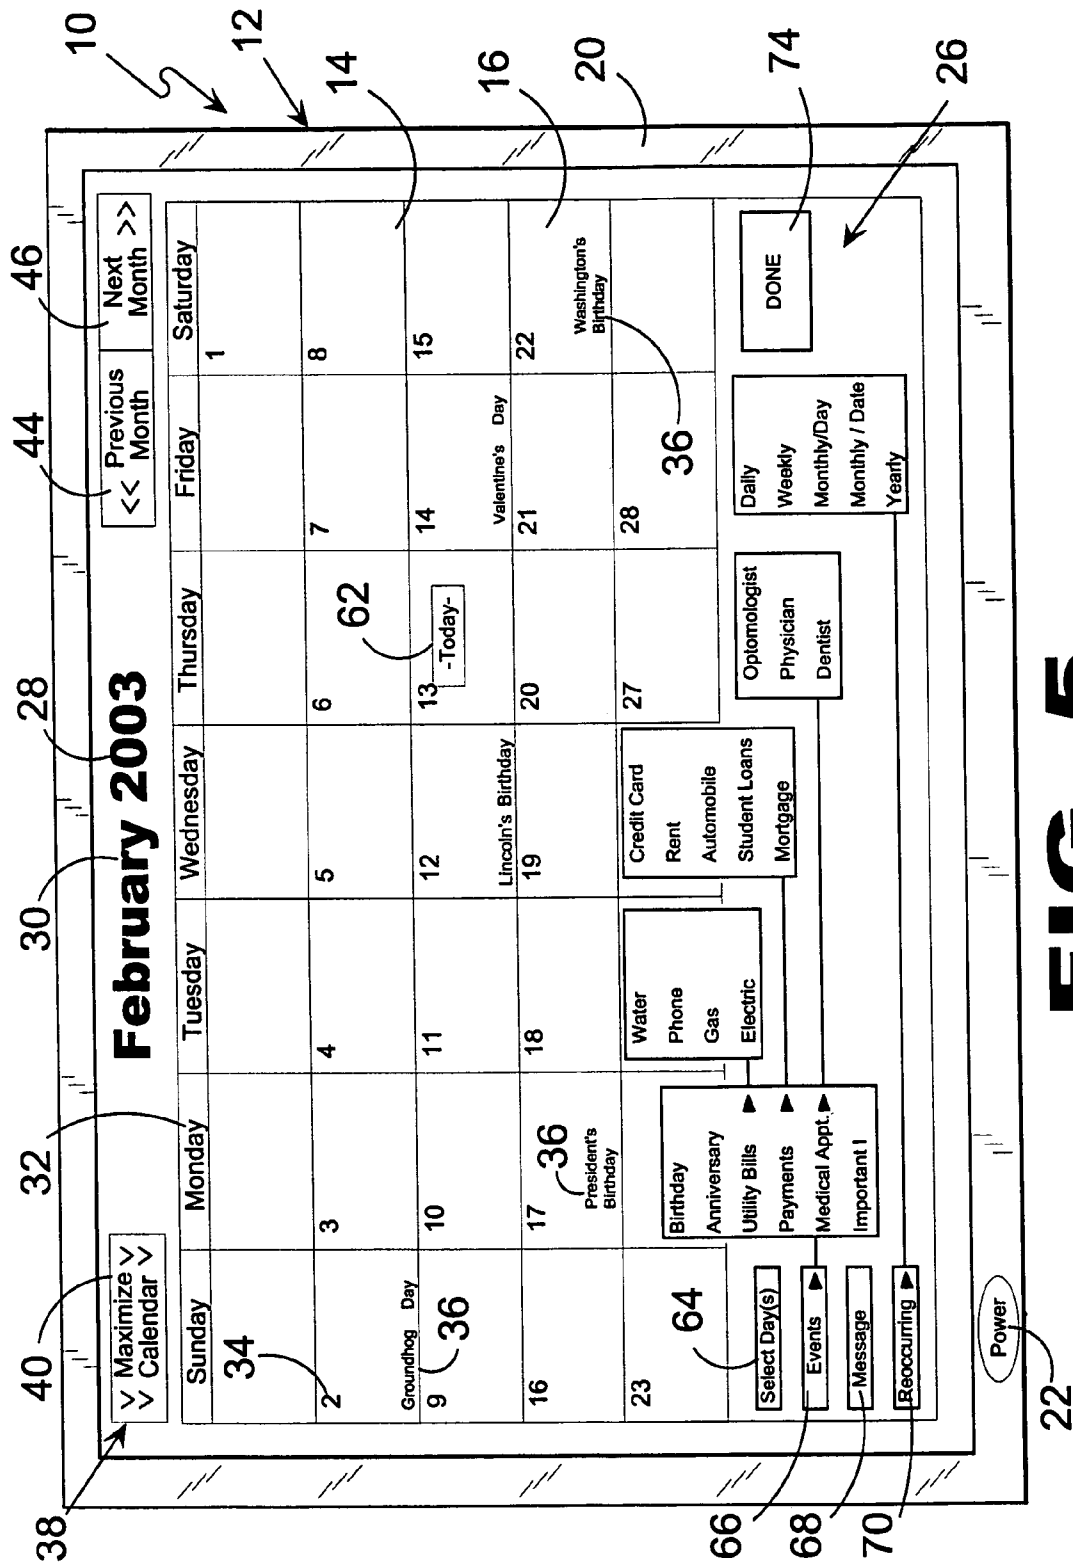 10
12
14
16
20
74
26
38
40
32
30
28
44
46
V Maximize V
V Calendar V
February 2003
<< Previous
Month
Next
Month >>
Sunday
Monday
Tuesday
Wednesday
Thursday
Friday
Saturday
1
34
2
3
4
5
6
7
8
Groundhog Day
36
62
9
10
11
12
13
-Today-
14
15
Lincoln's Birthday
Valentine's Day
16
17
18
19
20
21
22
36
President's
Birthday
Washington's
Birthday
36
23
27
28
64
Select Day(s)
Events
Message
Reoccurring
Birthday
Anniversary
Utility Bills
Payments
Medical Appt.
Important !
Water
Phone
Gas
Electric
Credit Card
Rent
Automobile
Student Loans
Mortgage
Optomologist
Physician
Dentist
Daily
Weekly
Monthly/Day
Monthly / Date
Yearly
DONE
66
68
70
Power
22
FIG. 5